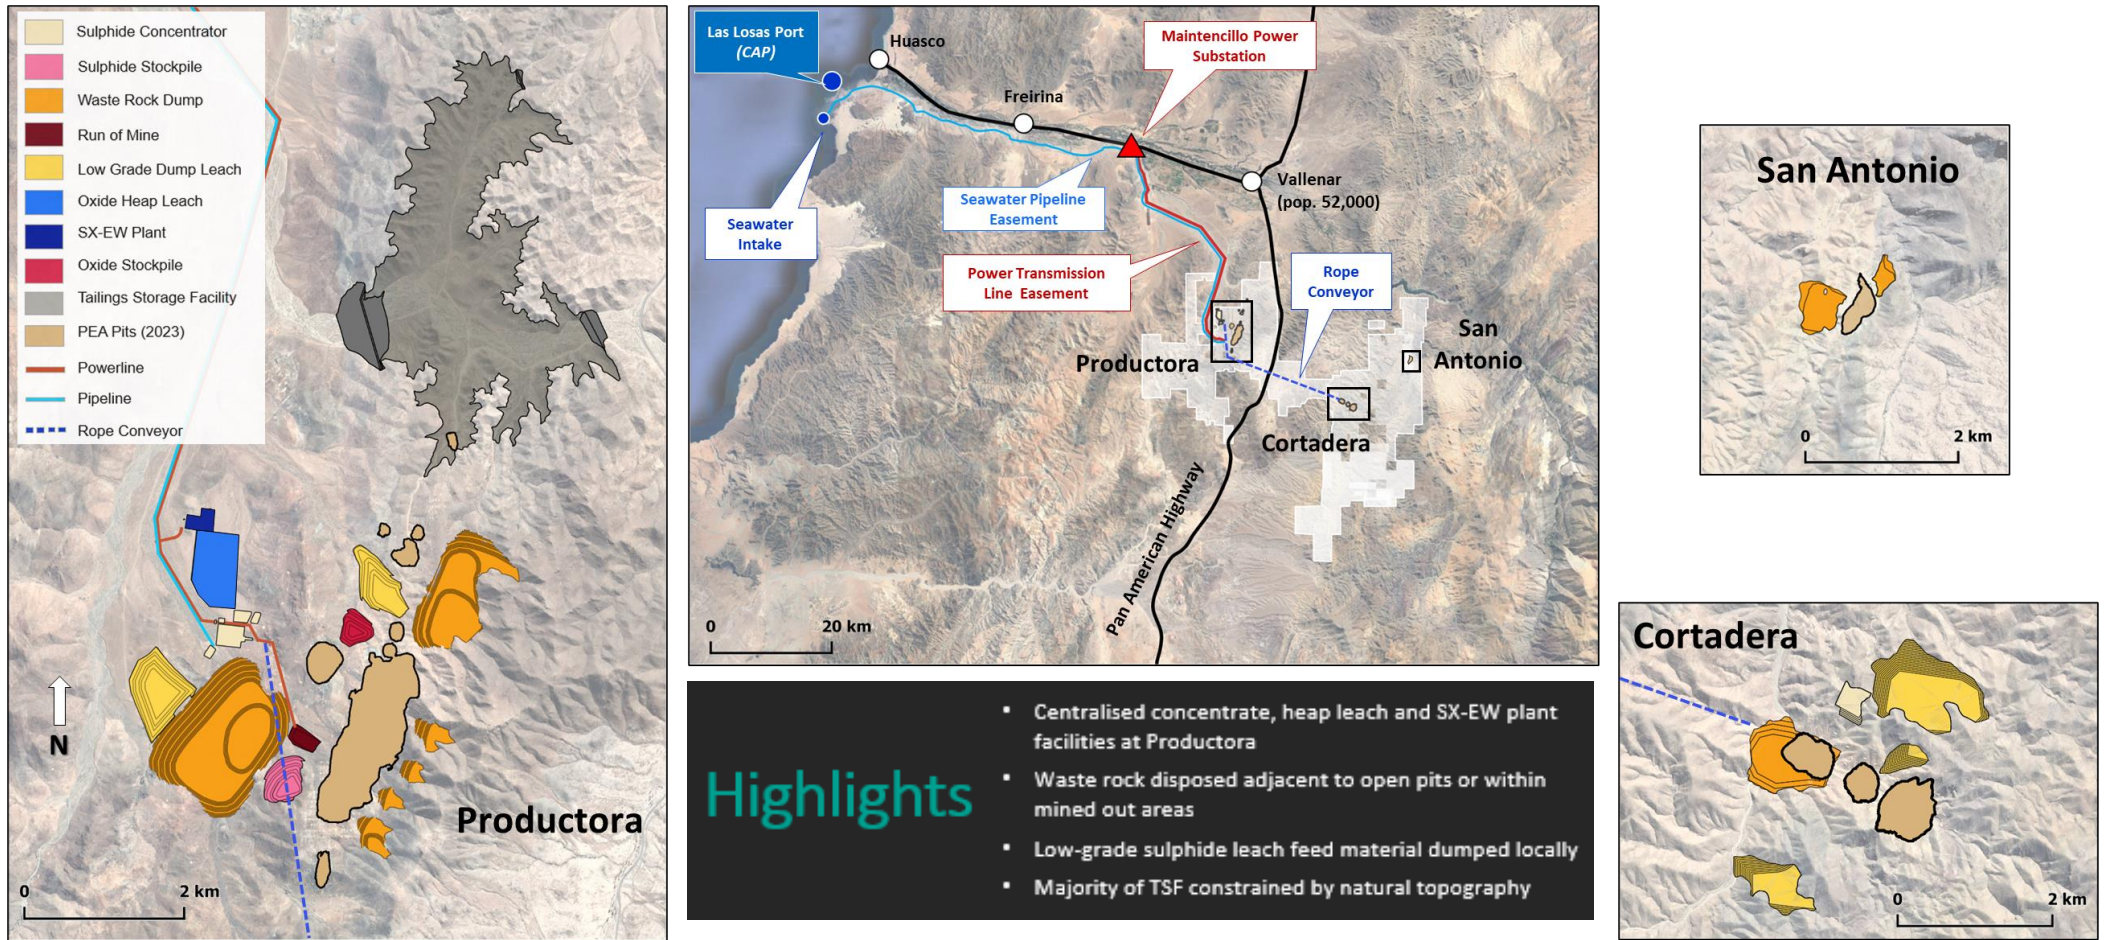 Sulphide Concentrator
Sulphide Stockpile
Waste Rock Dump
Run of Mine
Low Grade Dump Leach
Oxide Heap Leach
SX-EW Plant
Oxide Stockpile
Tailings Storage Facility
PEA Pits (2023)
Powerline
Pipeline
Rope Conveyor
N
Productora
0 2 km
Las Losas Port
(CAP)
Huasco
Maintencillo Power
Substation
Freirina
Seawater
Intake
Seawater Pipeline
Easement
Vallenar
(pop. 52,000)
Power Transmission
Line Easement
Rope
Conveyor
Productora
San
Antonio
Cortadera
Pan American Highway
0 20 km
Highlights
▪ Centralised concentrate, heap leach and SX-EW plant
facilities at Productora
▪ Waste rock disposed adjacent to open pits or within
mined out areas
▪ Low-grade sulphide leach feed material dumped locally
▪ Majority of TSF constrained by natural topography
San Antonio
0 2 km
Cortadera
0 2 km